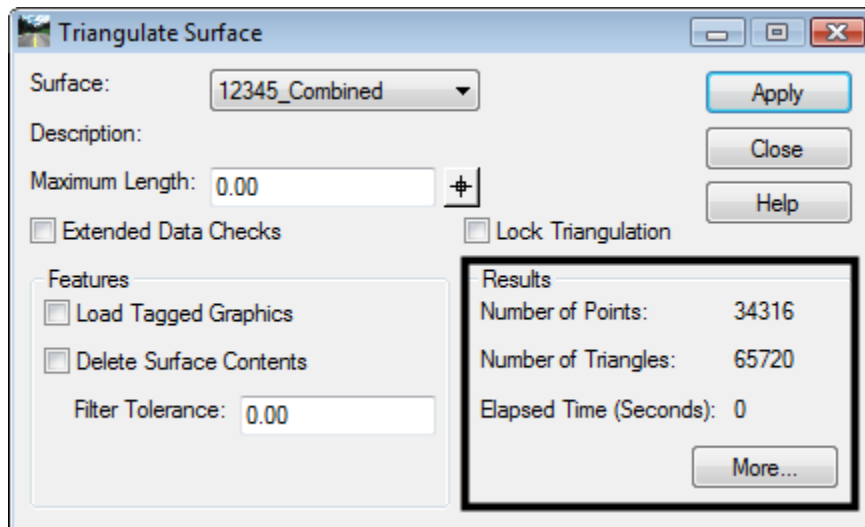 Triangulate Surface
Surface: 12345_Combined
Apply
Description:
Close
Maximum Length: 0.00
Help
Extended Data Checks
Lock Triangulation
Features
Load Tagged Graphics
Delete Surface Contents
Filter Tolerance: 0.00
Results
Number of Points: 34316
Number of Triangles: 65720
Elapsed Time (Seconds): 0
More...